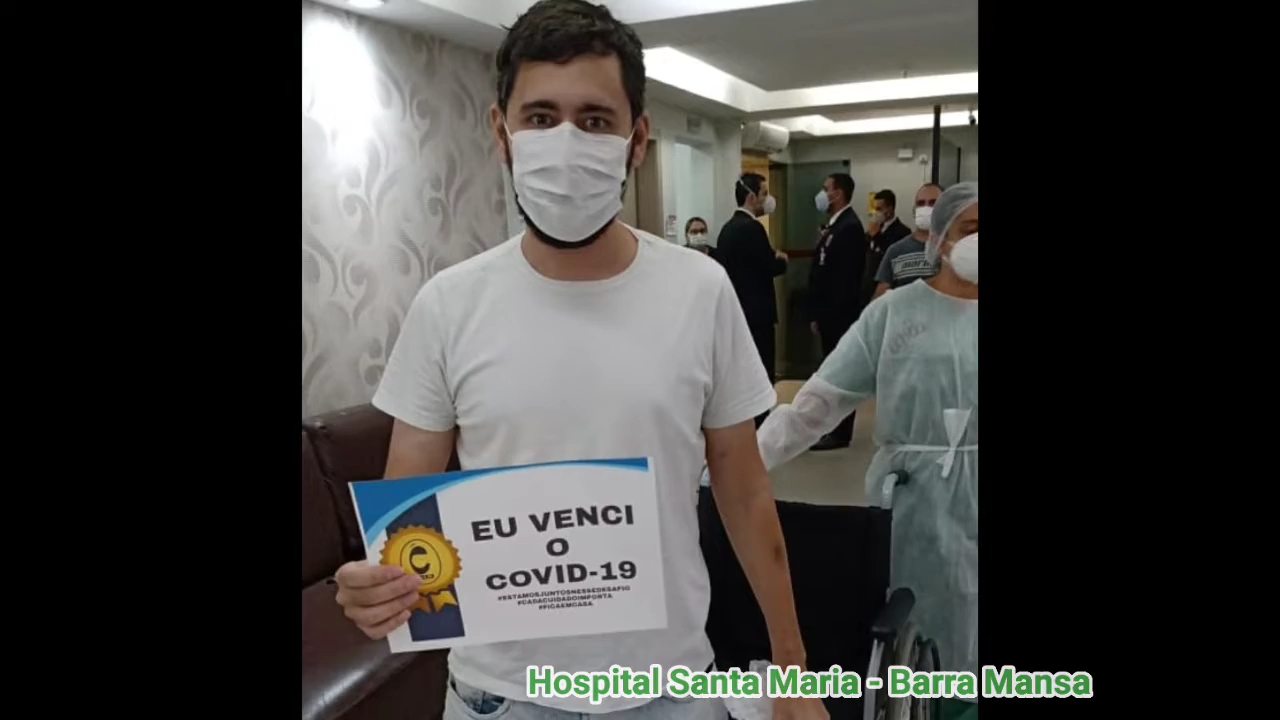 EU VENCI
O
COVID-19
#ESTAMOSJUNTOSNESSEDESAFIO
#CADACUIDADOIMPORTA
#FICAEMCASA
Hospital Santa Maria - Barra Mansa